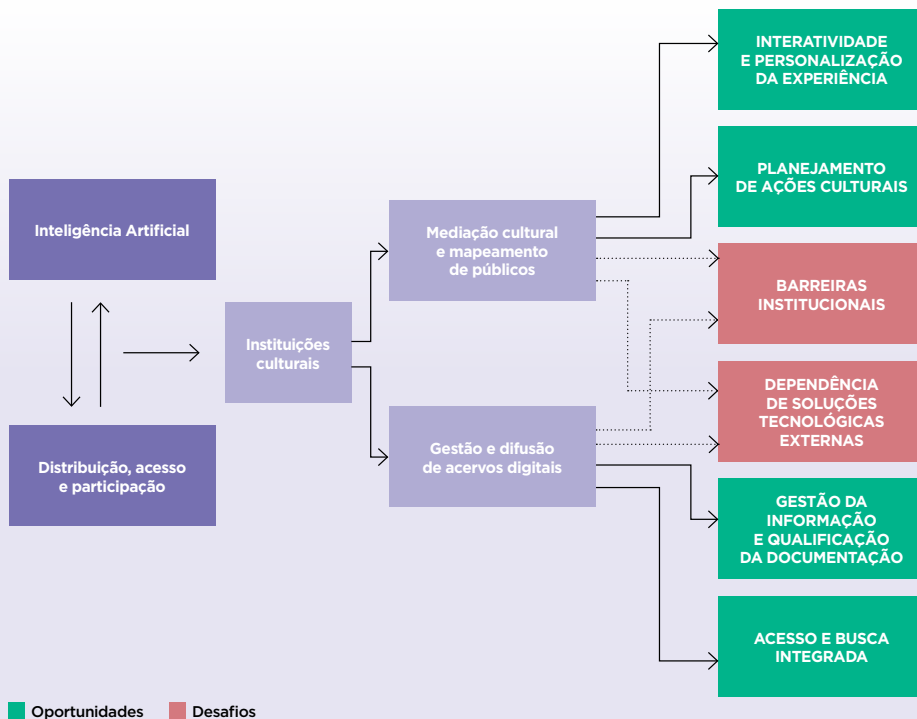 Inteligência Artificial
Distribuição, acesso
e participação
Instituições
culturais
Mediação cultural
e mapeamento
de públicos
Gestão e difusão
de acervos digitais
INTERATIVIDADE
E PERSONALIZAÇÃO
DA EXPERIÊNCIA
PLANEJAMENTO
DE AÇÕES CULTURAIS
BARREIRAS
INSTITUCIONAIS
DEPENDÊNCIA
DE SOLUÇÕES
TECNOLÓGICAS
EXTERNAS
GESTÃO DA
INFORMAÇÃO
E QUALIFICAÇÃO
DA DOCUMENTAÇÃO
ACESSO E BUSCA
INTEGRADA
Oportunidades
Desafios